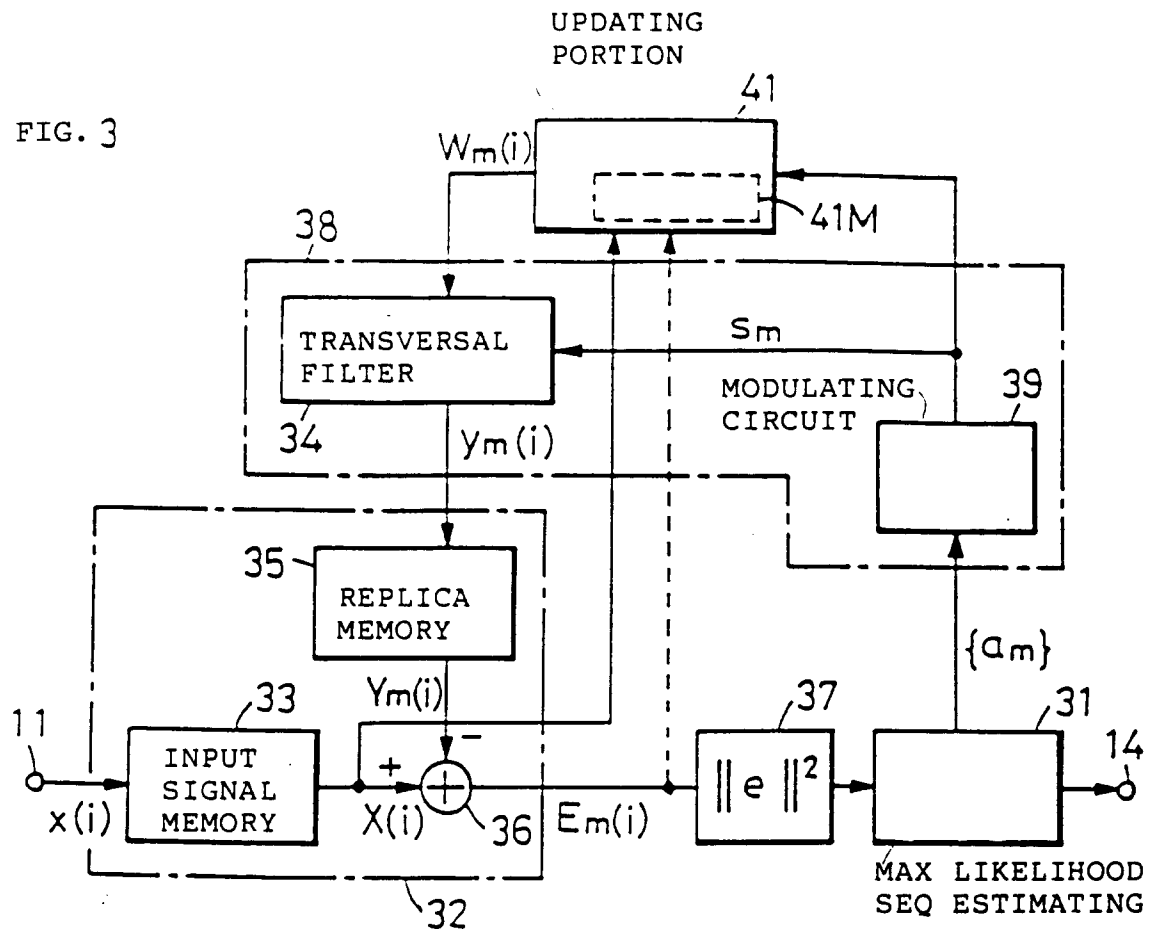 UPDATING
PORTION
41
FIG. 3
Wm(i)
41M
38
TRANSVERSAL
FILTER
Sm
MODULATING
CIRCUIT
39
34
ym(i)
35
REPLICA
MEMORY
{am}
Ym(i)
33
37
31
11
14
INPUT
SIGNAL
MEMORY
−
+
+
‖e‖²
x(i)
X(i)
36
Em(i)
MAX LIKELIHOOD
SEQ ESTIMATING
32